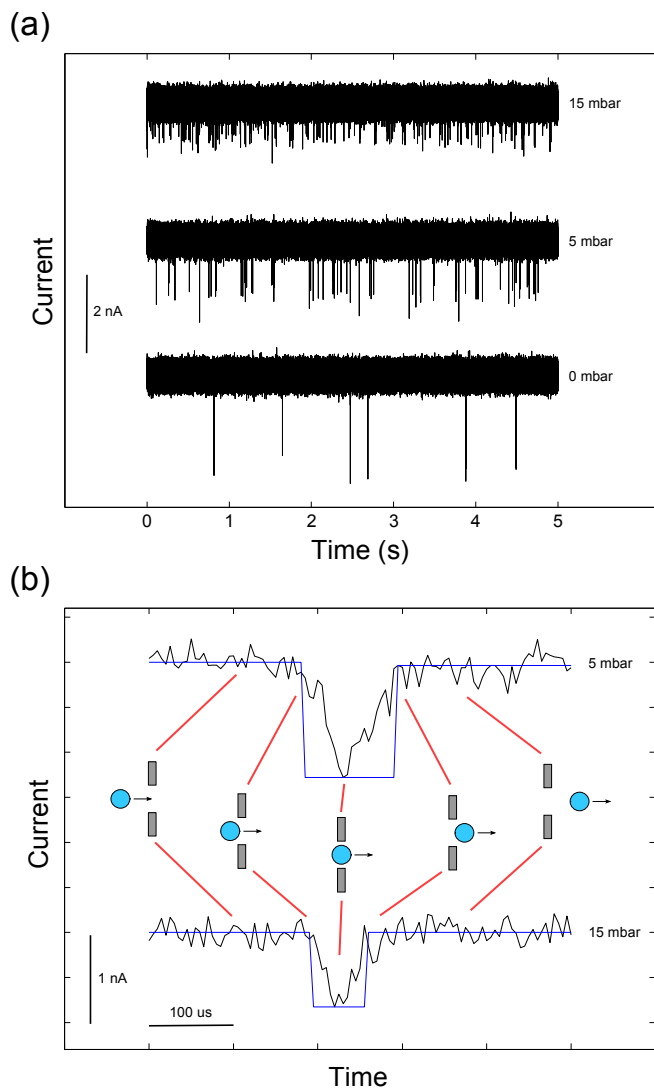 (a)
15 mbar
5 mbar
Current
2 nA
0 mbar
0 1 2 3 4 5
Time (s)
(b)
5 mbar
Current
15 mbar
1 nA
100 us
Time